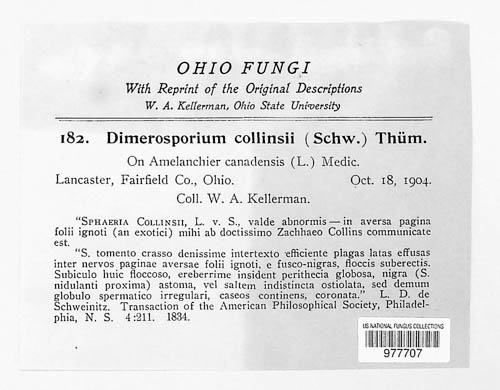 OHIO FUNGI
With Reprint of the Original Descriptions
W. A. Kellerman, Ohio State University
182. Dimerosporium collinsii (Schw.) Thüm.
On Amelanchier canadensis (L.) Medic.
Lancaster, Fairfield Co., Ohio. Oct. 18, 1904.
Coll. W. A. Kellerman.
"SPHAERIA COLLINSII, L. v. S., valde abnormis — in aversa pagina
folii ignoti (an exotici) mihi ab doctissimo Zachhaeo Collins communicate
est.
"S. tomento crasso denissime intertexto efficiente plagas latas effusas
inter nervos paginae aversae folii ignoti, e fusco-nigras, floccis suberectis.
Subiculo huic floccoso, ereberrime insident perithecia globosa, nigra (S.
nidulanti proxima) astoma, vel saltem indistincta ostiolata, sed demum
globulo spermatico irregulari, caseos continens, coronata." L. D. de
Schweinitz. Transaction of the American Philosophical Society, Philadel-
phia, N. S. 4:211. 1834.
US NATIONAL FUNGUS COLLECTIONS
977707